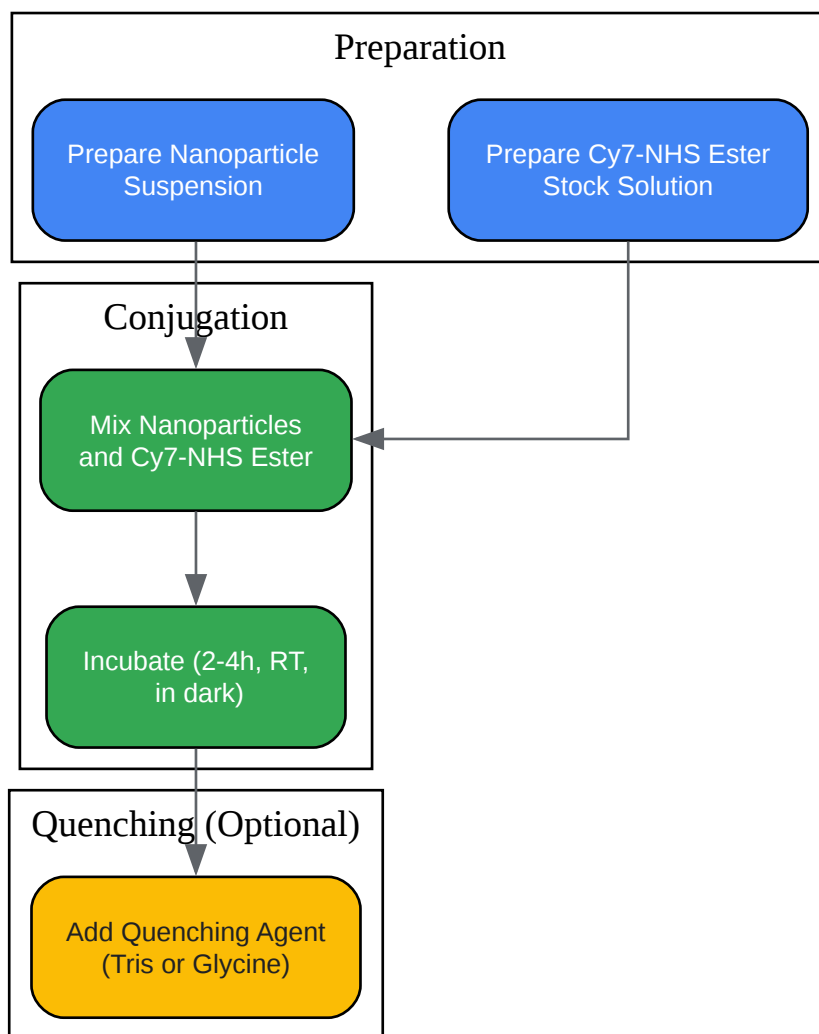 Preparation
Prepare Nanoparticle
Suspension
Prepare Cy7-NHS Ester
Stock Solution
Conjugation
Mix Nanoparticles
and Cy7-NHS Ester
Incubate (2-4h, RT,
in dark)
Quenching (Optional)
Add Quenching Agent
(Tris or Glycine)